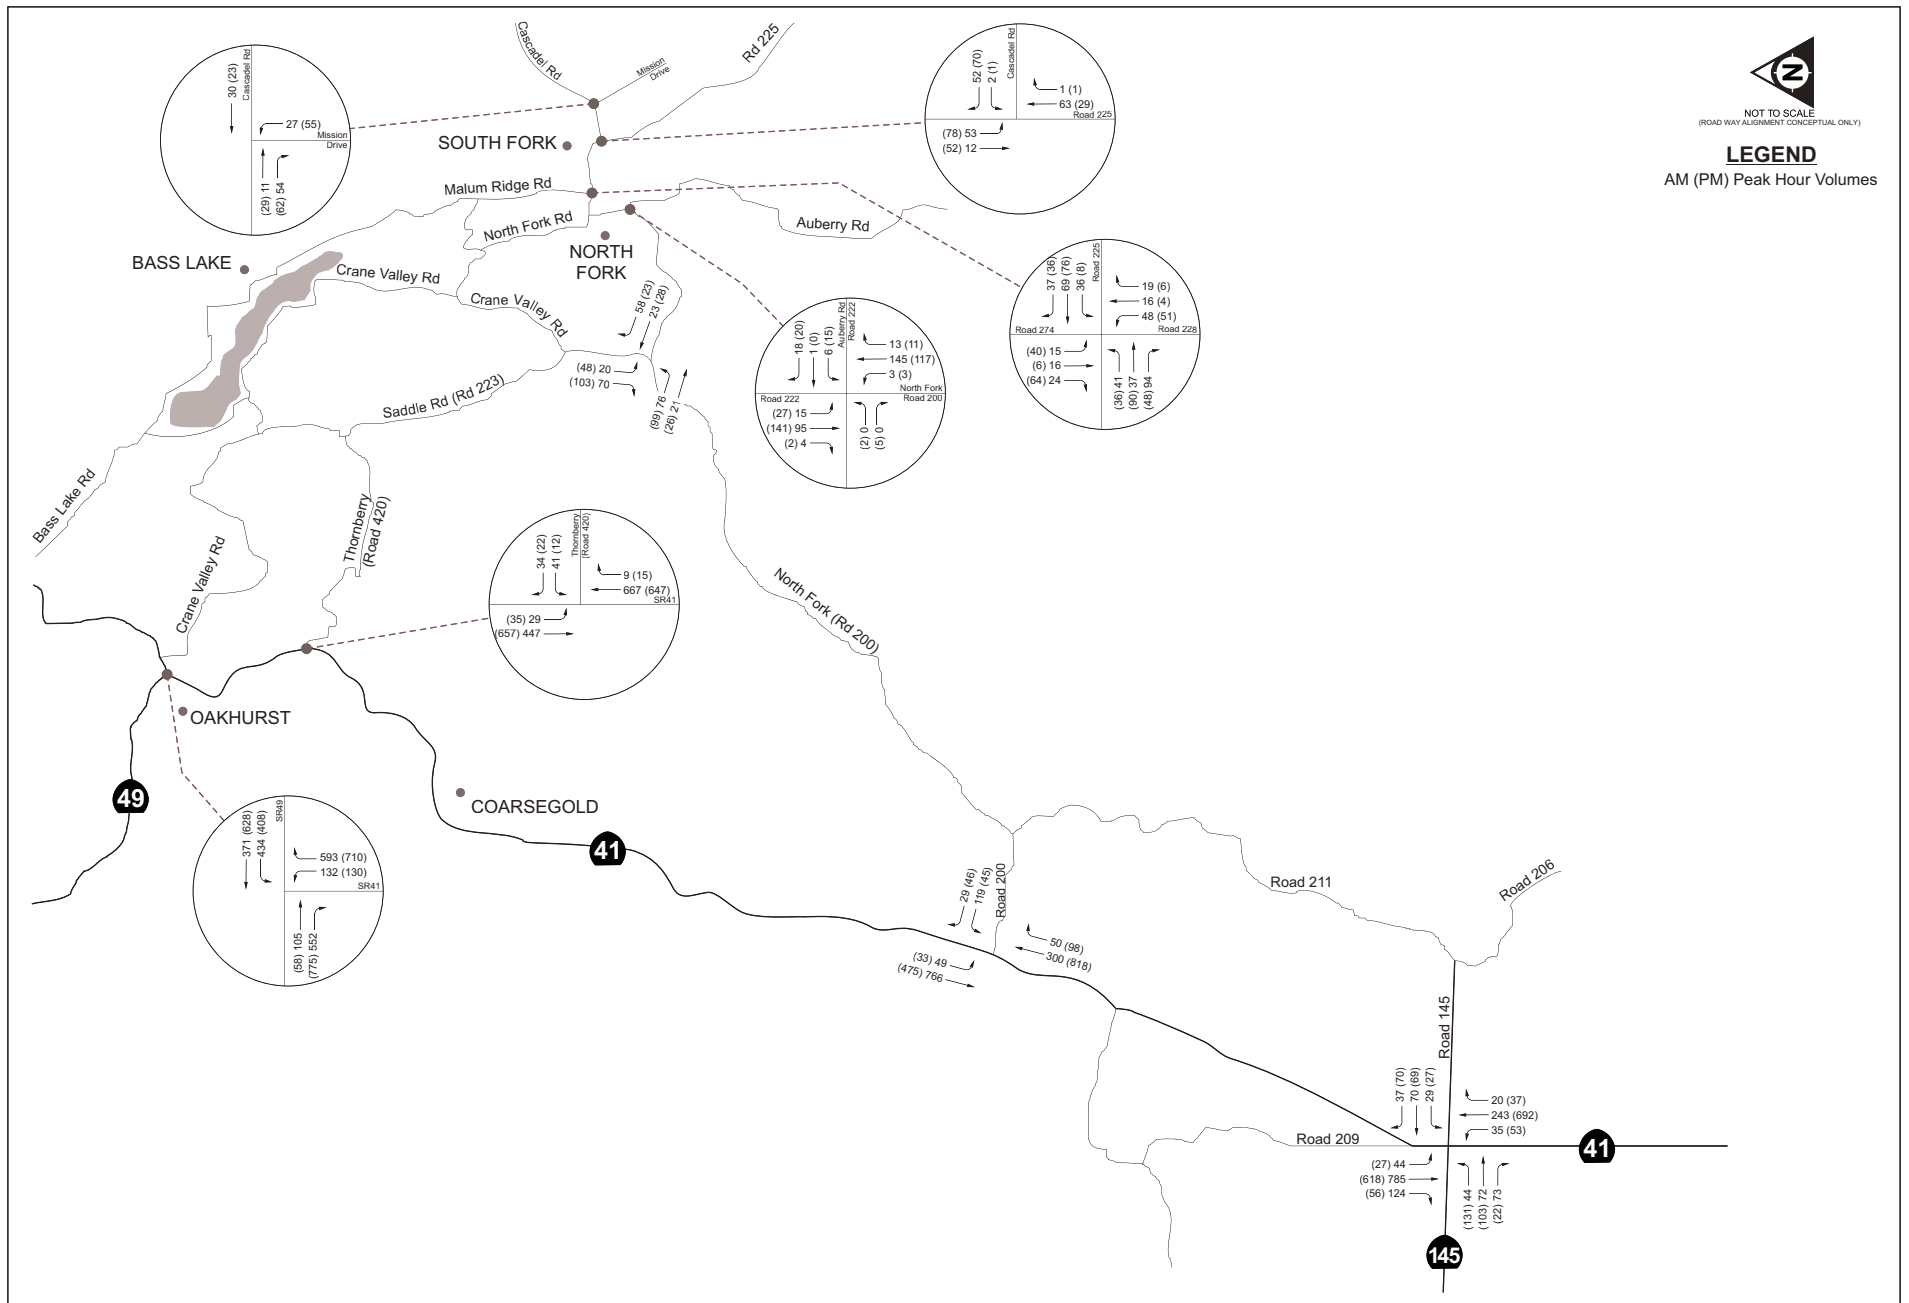 Cascadel Rd
Mission
Drive
Rd 225
SOUTH FORK
Malum Ridge Rd
North Fork Rd
NORTH
FORK
Auberry Rd
BASS LAKE
Crane Valley Rd
Crane Valley Rd
Saddle Rd (Rd 223)
Bass Lake Rd
Crane Valley Rd
Thornberry
(Road 420)
North Fork (Rd 200)
OAKHURST
COARSEGOLD
49
41
Road 200
Road 211
Road 206
Road 145
Road 209
41
145
N
NOT TO SCALE
(ROAD WAY ALIGNMENT CONCEPTUAL ONLY)
LEGEND
AM (PM) Peak Hour Volumes
30 (23)
Cascadel Rd
27 (55)
Mission
Drive
(29) 11
(62) 54
52 (70)
2 (1)
Cascadel Rd
1 (1)
63 (29)
Road 225
(78) 53
(52) 12
37 (36)
69 (76)
36 (8)
Road 225
19 (6)
16 (4)
48 (51)
Road 274
Road 228
(40) 15
(6) 16
(64) 24
(36) 41
(90) 37
(48) 94
18 (20)
1 (0)
6 (15)
Auberry Rd
Road 222
13 (11)
145 (117)
3 (3)
North Fork
Road 200
Road 222
(27) 15
(141) 95
(2) 4
(2) 0
(5) 0
58 (23)
23 (28)
(48) 20
(103) 70
(99) 76
(26) 21
34 (22)
41 (12)
Thornberry
(Road 420)
9 (15)
667 (647)
SR41
(35) 29
(657) 447
371 (628)
434 (408)
SR49
593 (710)
132 (130)
SR41
(58) 105
(775) 552
29 (46)
119 (45)
50 (98)
300 (818)
(33) 49
(475) 766
37 (70)
70 (69)
29 (27)
20 (37)
243 (692)
35 (53)
(27) 44
(618) 785
(56) 124
(131) 44
(103) 72
(22) 73